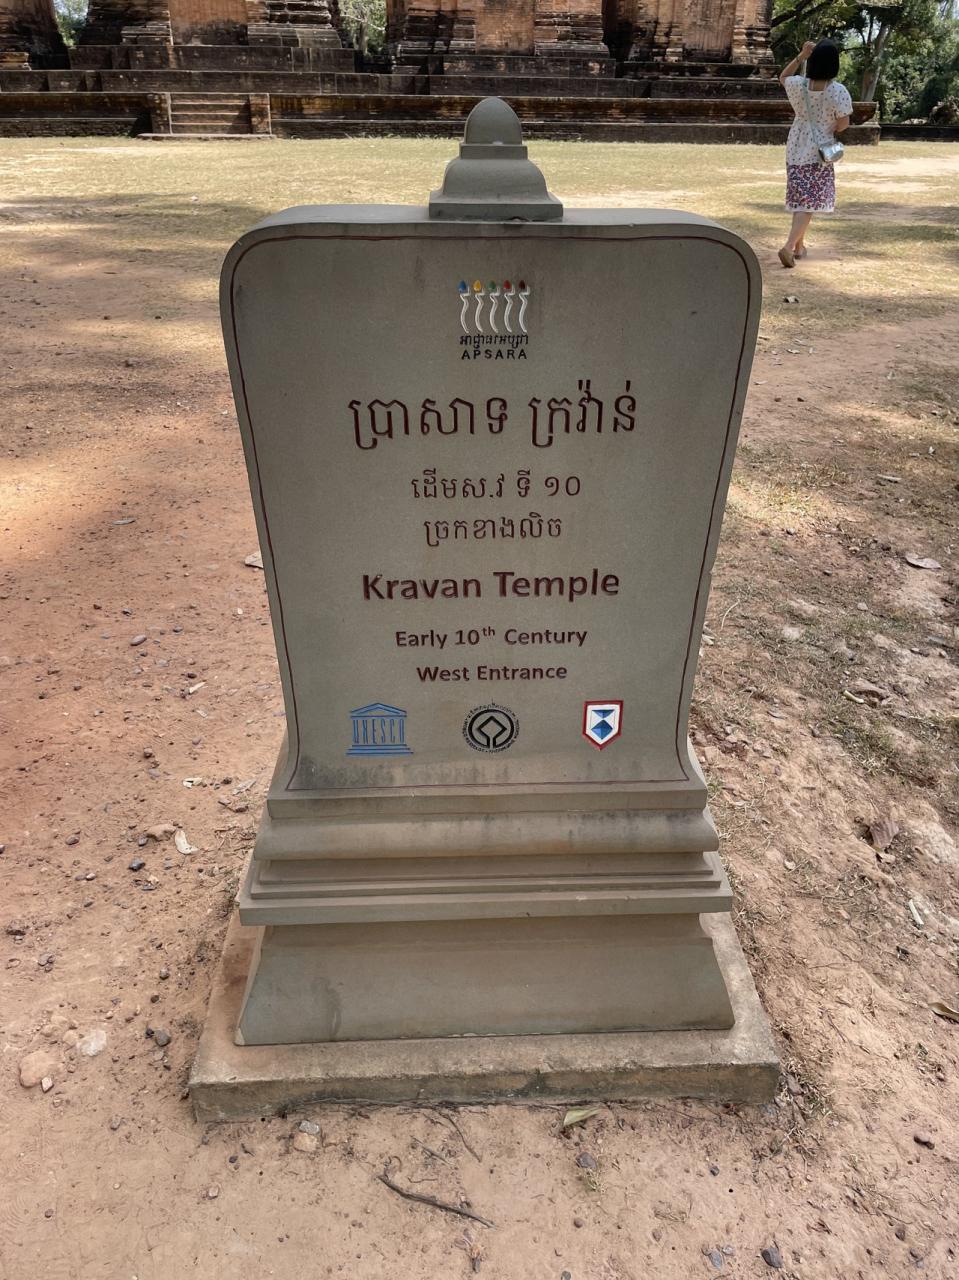 អាជ្ញាធរអប្សរា
APSARA
ប្រាសាទ ក្រវ៉ាន់
ដើមស.វ ទី ១០
ច្រកខាងលិច
Kravan Temple
Early 10th Century
West Entrance
UNESCO